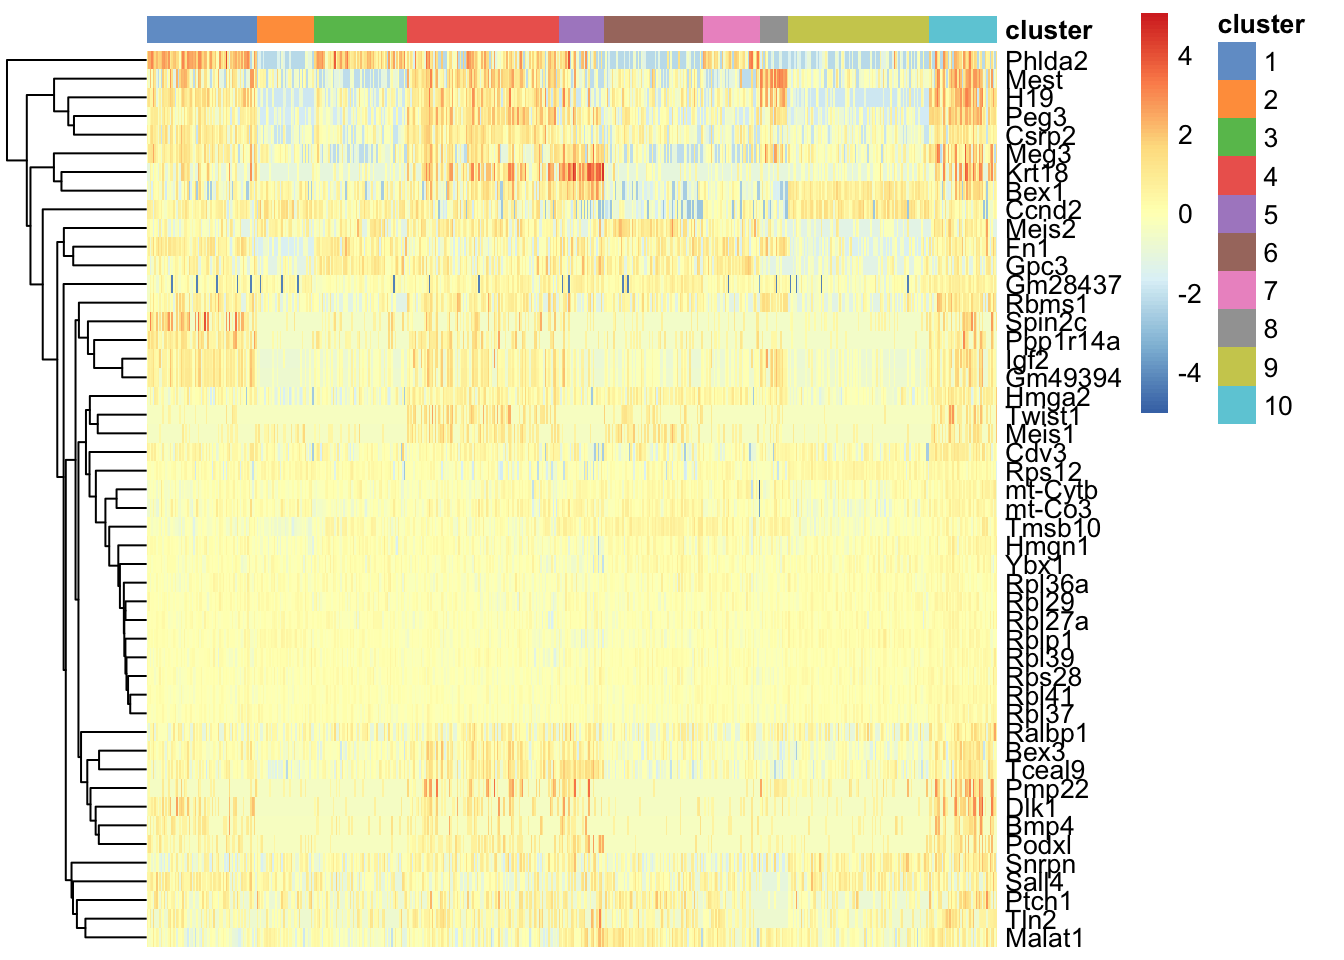 cluster
Phlda2
Mest
H19
Peg3
Csrp2
Meg3
Krt18
Bex1
Ccnd2
Meis2
Fn1
Gpc3
Gm28437
Rbms1
Spin2c
Ppp1r14a
Igf2
Gm49394
Hmga2
Twist1
Meis1
Cdv3
Rps12
mt-Cytb
mt-Co3
Tmsb10
Hmgn1
Ybx1
Rpl36a
Rpl29
Rpl27a
Rplp1
Rpl39
Rps28
Rpl41
Rpl37
Ralbp1
Bex3
Tceal9
Pmp22
Dlk1
Bmp4
Podxl
Snrpn
Sall4
Ptch1
Tln2
Malat1
4
2
0
-2
-4
cluster
1
2
3
4
5
6
7
8
9
10